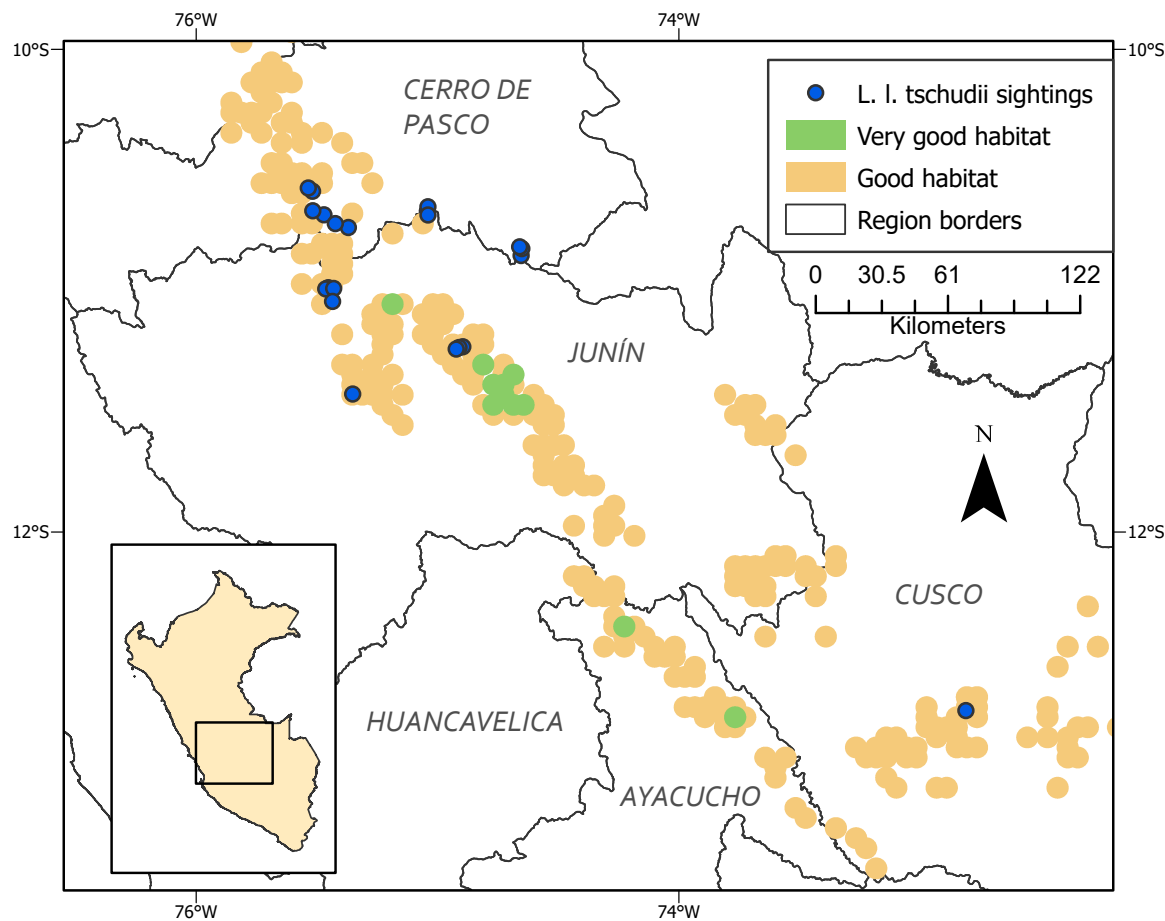 76°W
74°W
10°S
10°S
CERRO DE
PASCO
L. l. tschudii sightings
Very good habitat
Good habitat
Region borders
0 30.5 61 122
Kilometers
JUNÍN
N
12°S
12°S
CUSCO
HUANCAVELICA
AYACUCHO
76°W
74°W